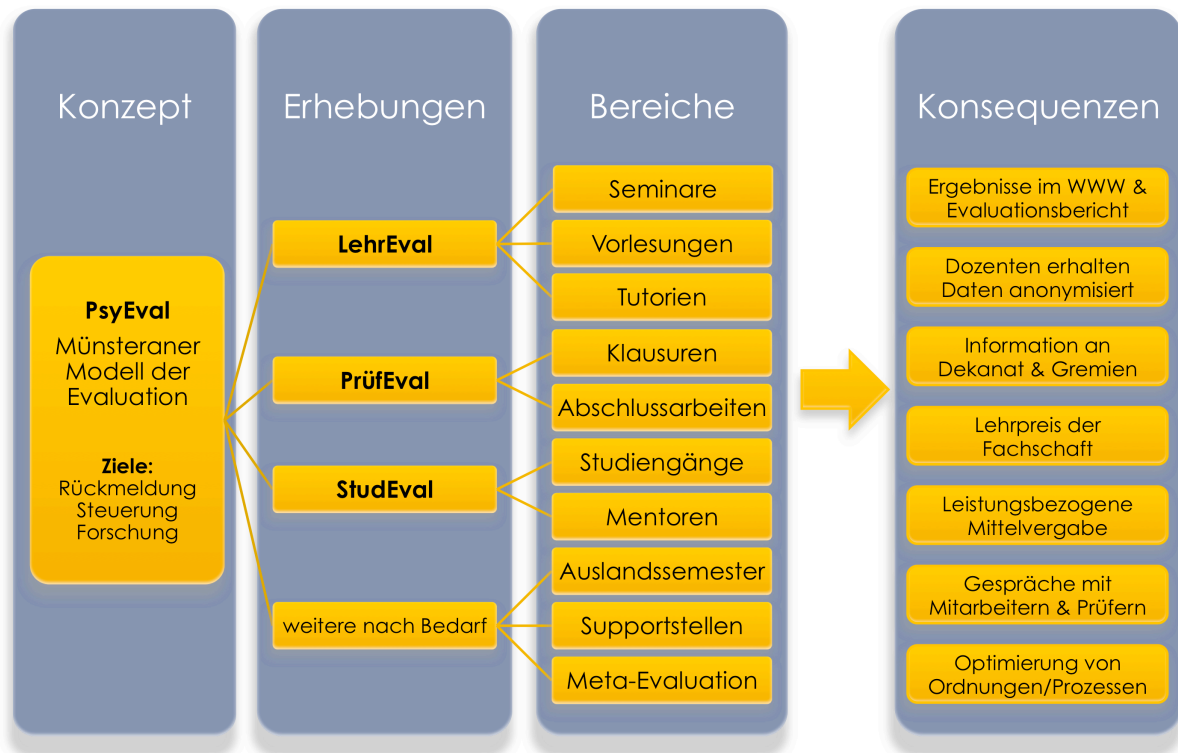 Konzept
PsyEval
Münsteraner
Modell der
Evaluation
Ziele:
Rückmeldung
Steuerung
Forschung
Erhebungen
LehrEval
PrüfEval
StudEval
weitere nach Bedarf
Bereiche
Seminare
Vorlesungen
Tutorien
Klausuren
Abschlussarbeiten
Studiengänge
Mentoren
Auslandssemester
Supportstellen
Meta-Evaluation
Konsequenzen
Ergebnisse im WWW &
Evaluationsbericht
Dozenten erhalten
Daten anonymisiert
Information an
Dekanat & Gremien
Lehrpreis der
Fachschaft
Leistungsbezogene
Mittelvergabe
Gespräche mit
Mitarbeitern & Prüfern
Optimierung von
Ordnungen/Prozessen